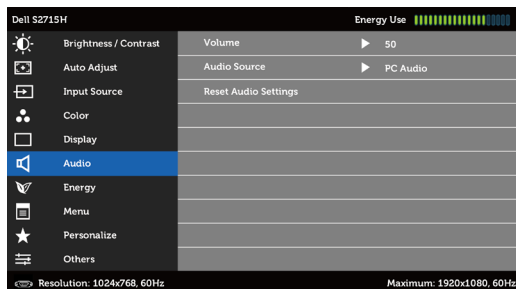 Dell S2715H Energy Use
Brightness / Contrast Volume 50
Auto Adjust Audio Source PC Audio
Input Source Reset Audio Settings
Color
Display
Audio
Energy
Menu
Personalize
Others
Resolution: 1024x768, 60Hz Maximum: 1920x1080, 60Hz